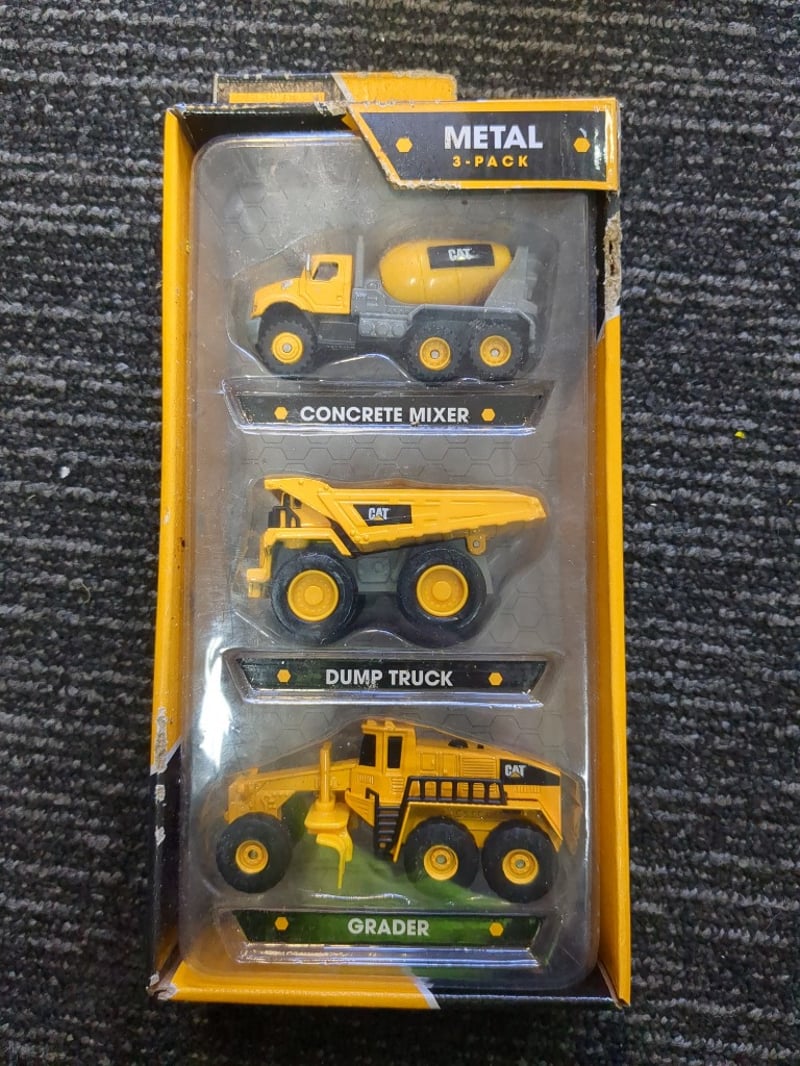 METAL
3-PACK
CAT
CONCRETE MIXER
CAT
DUMP TRUCK
CAT
GRADER